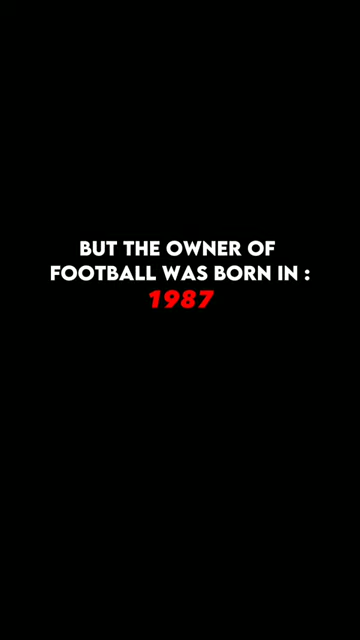 BUT THE OWNER OF
FOOTBALL WAS BORN IN :
1987